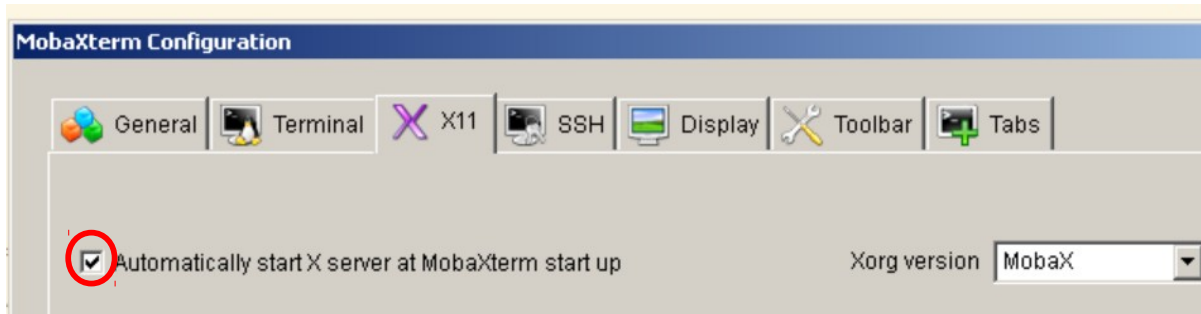 MobaXterm Configuration
General Terminal X11 SSH Display Toolbar Tabs
Automatically start X server at MobaXterm start up Xorg version MobaX